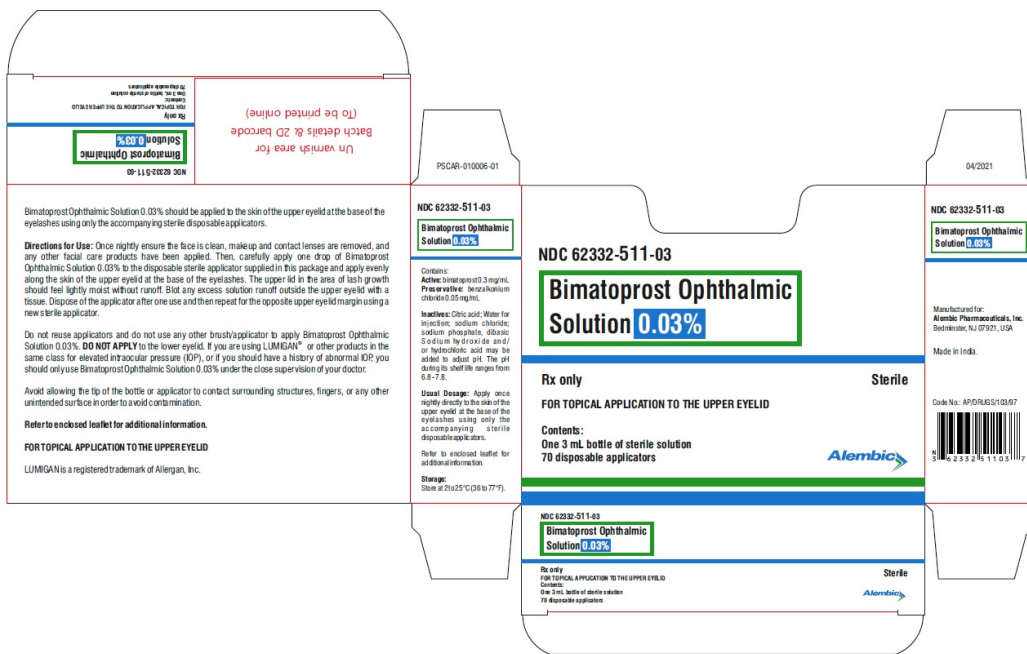 Rx only
FOR TOPICAL APPLICATION TO THE UPPER EYELID
Contents:
One 3 mL bottle of sterile solution
70 disposable applicators
NDC 62332-511-03
Bimatoprost Ophthalmic
Solution 0.03%
Un varnish area for
Batch details & 2D barcode
(To be printed online)
Bimatoprost Ophthalmic Solution 0.03% should be applied to the skin of the upper eyelid at the base of the
eyelashes using only the accompanying sterile disposable applicators.
Directions for Use: Once nightly ensure the face is clean, makeup and contact lenses are removed, and
any other facial care products have been applied. Then, carefully apply one drop of Bimatoprost
Ophthalmic Solution 0.03% to the disposable sterile applicator supplied in this package and apply evenly
along the skin of the upper eyelid at the base of the eyelashes. The upper lid in the area of lash growth
should feel lightly moist without runoff. Blot any excess solution runoff outside the upper eyelid with a
tissue. Dispose of the applicator after one use and then repeat for the opposite upper eyelid margin using a
new sterile applicator.
Do not reuse applicators and do not use any other brush/applicator to apply Bimatoprost Ophthalmic
Solution 0.03%. DO NOT APPLY to the lower eyelid. If you are using LUMIGAN® or other products in the
same class for elevated intraocular pressure (IOP), or if you should have a history of abnormal IOP, you
should only use Bimatoprost Ophthalmic Solution 0.03% under the close supervision of your doctor.
Avoid allowing the tip of the bottle or applicator to contact surrounding structures, fingers, or any other
unintended surface in order to avoid contamination.
Refer to enclosed leaflet for additional information.
FOR TOPICAL APPLICATION TO THE UPPER EYELID
LUMIGAN is a registered trademark of Allergan, Inc.
PSCAR-010006-01
NDC 62332-511-03
Bimatoprost Ophthalmic
Solution 0.03%
Contains:
Active: bimatoprost 0.3 mg/mL
Preservative: benzalkonium
chloride 0.05 mg/mL
Inactives: Citric acid; Water for
injection; sodium chloride;
sodium phosphate, dibasic
Sodium hydroxide and/
or hydrochloric acid may be
added to adjust pH. The pH
during its shelf life ranges from
6.8-7.8.
Usual Dosage: Apply once
nightly directly to the skin of the
upper eyelid at the base of the
eyelashes using only the
accompanying sterile
disposable applicators.
Refer to enclosed leaflet for
additional information.
Storage:
Store at 2 to 25°C (36 to 77°F).
NDC 62332-511-03
Bimatoprost Ophthalmic
Solution 0.03%
Rx only Sterile
FOR TOPICAL APPLICATION TO THE UPPER EYELID
Contents:
One 3 mL bottle of sterile solution
70 disposable applicators
Alembic
NDC 62332-511-03
Bimatoprost Ophthalmic
Solution 0.03%
Rx only Sterile
FOR TOPICAL APPLICATION TO THE UPPER EYELID
Contents:
One 3 mL bottle of sterile solution
70 disposable applicators
Alembic
04/2021
NDC 62332-511-03
Bimatoprost Ophthalmic
Solution 0.03%
Manufactured for:
Alembic Pharmaceuticals, Inc.
Bedminster, NJ 07921, USA
Made in India.
Code No.: AP/DRUGS/103/97
N
3 62332 51103 7